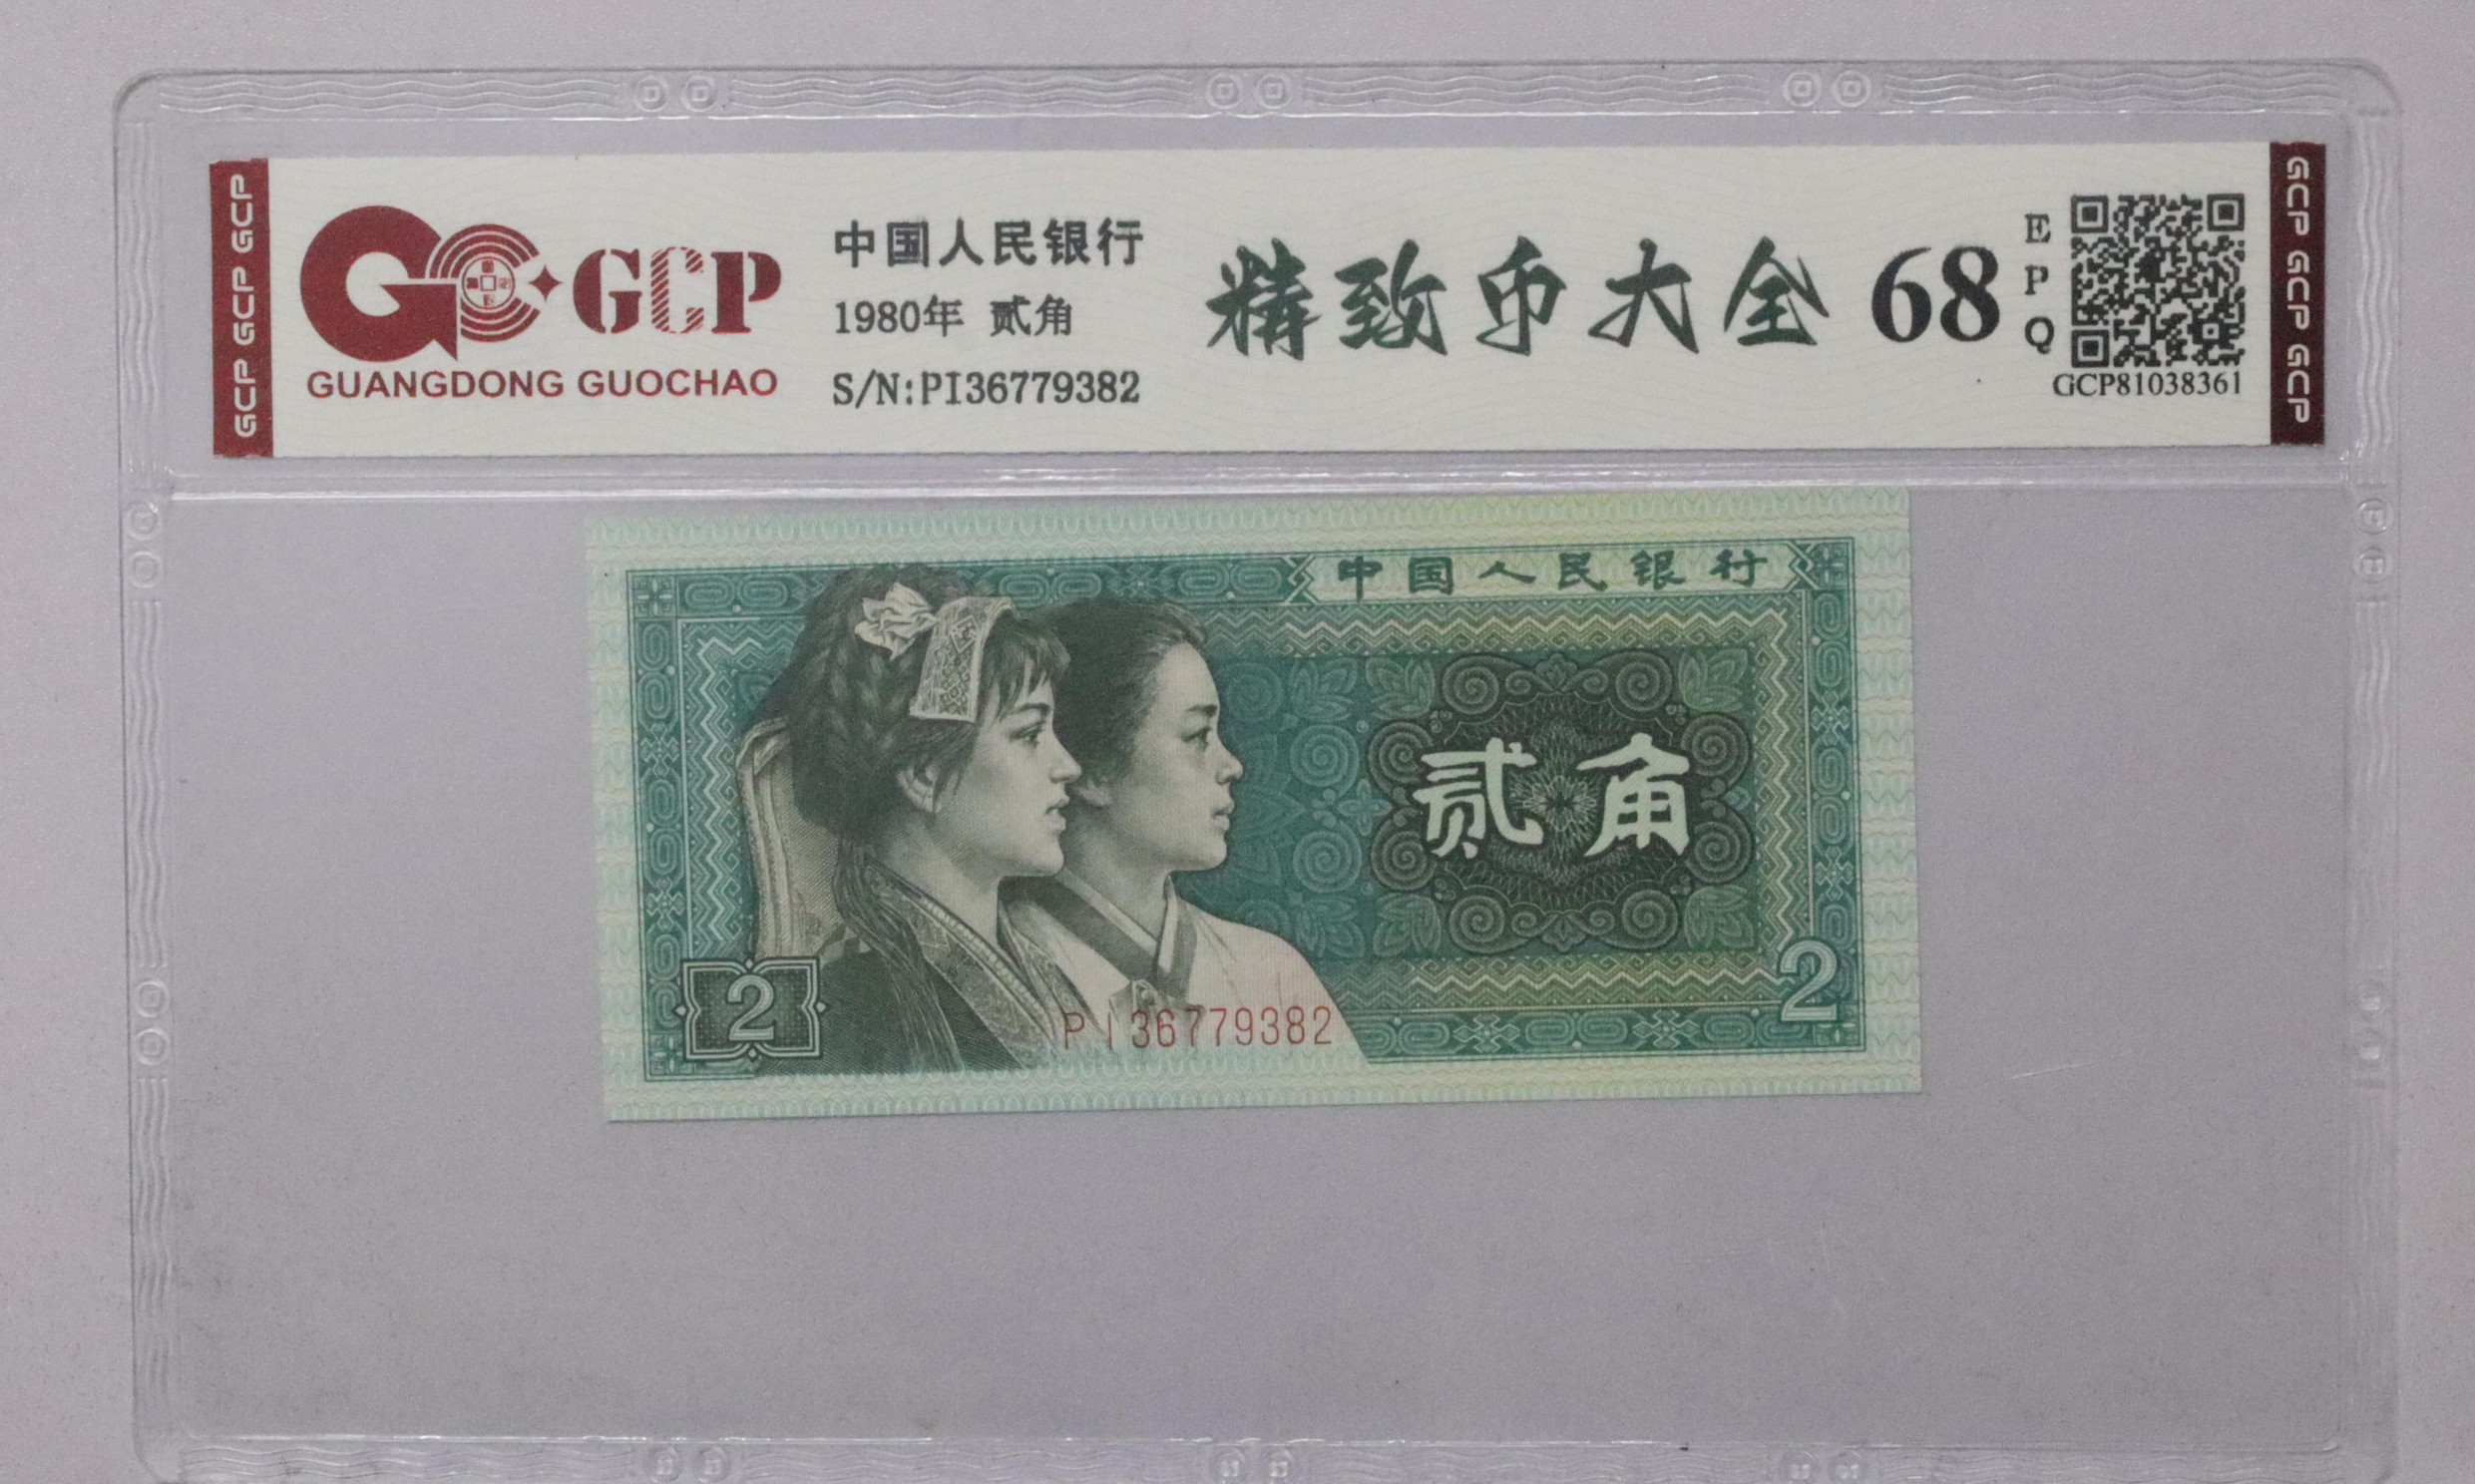 GCP GCP GCP
GCP
GUANGDONG GUOCHAO
中国人民银行
1980年 贰角
S/N:PI36779382
精致币大全
68
EPQ
GCP81038361
GCP GCP GCP
中国人民银行
贰角
2
PI36779382
2